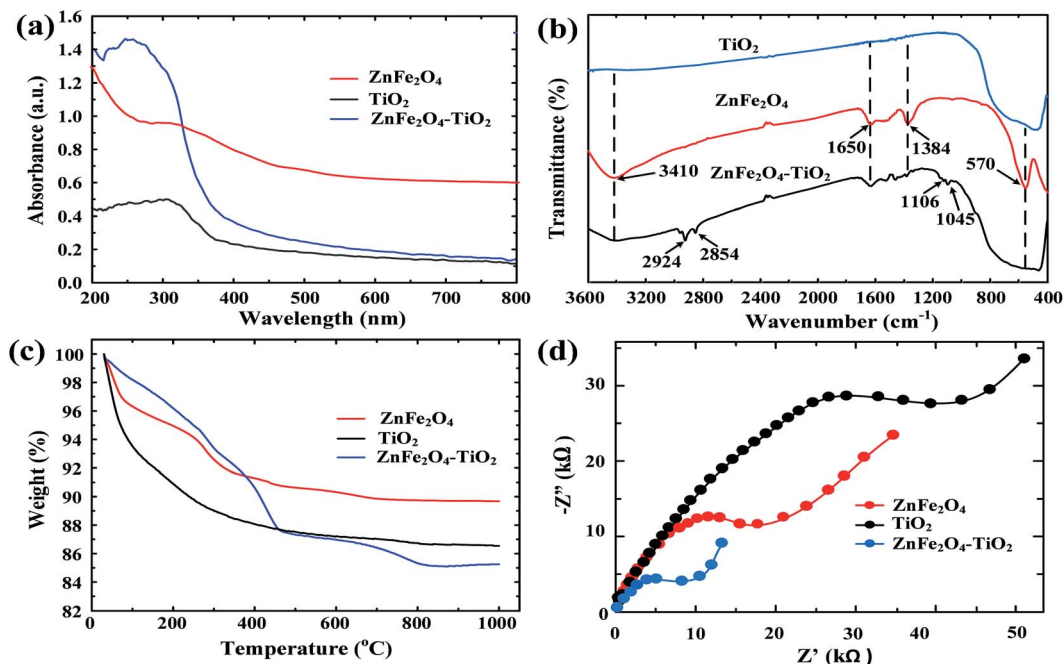 (a)
1.6
1.4
1.2
1.0
0.8
0.6
0.4
0.2
0.0
Absorbance (a.u.)
ZnFe₂O₄
TiO₂
ZnFe₂O₄-TiO₂
200 300 400 500 600 700 800
Wavelength (nm)
(b)
Transmittance (%)
TiO₂
ZnFe₂O₄
1650
1384
3410
ZnFe₂O₄-TiO₂
570
1106
1045
2924
2854
3600 2800 2000 1600 1200 800 400
Wavenumber (cm⁻¹)
(c)
100
98
96
94
92
90
88
86
84
82
Weight (%)
ZnFe₂O₄
TiO₂
ZnFe₂O₄-TiO₂
0 200 400 600 800 1000
Temperature (°C)
(d)
30
20
10
0
-Z" (kΩ)
ZnFe₂O₄
TiO₂
ZnFe₂O₄-TiO₂
0 10 20 30 40 50
Z' (kΩ)